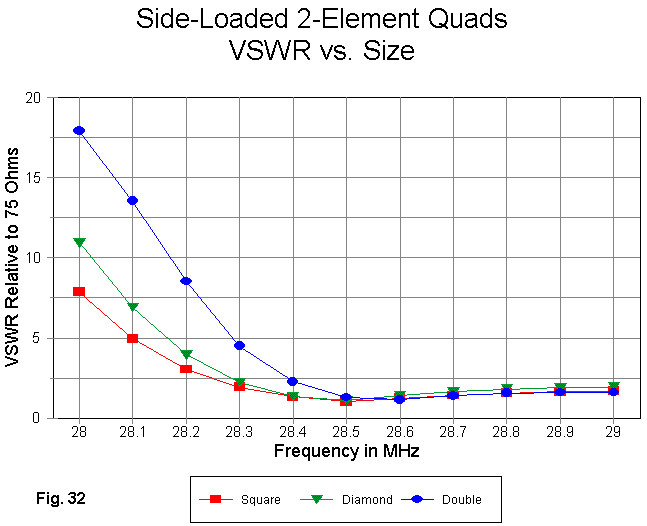 Side-Loaded 2-Element Quads
VSWR vs. Size
VSWR Relative to 75 Ohms
20
15
10
5
0
28 28.1 28.2 28.3 28.4 28.5 28.6 28.7 28.8 28.9 29
Frequency in MHz
Fig. 32
Square Diamond Double